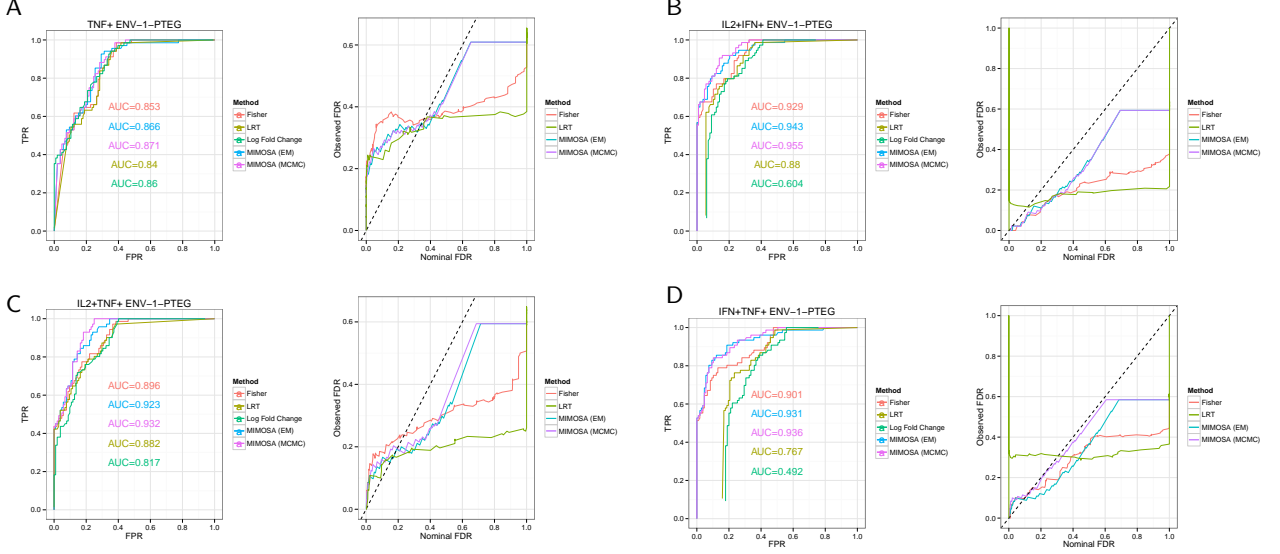 A
TNF+ ENV−1−PTEG
1.0
0.8
0.6
0.4
0.2
0.0
TPR
AUC=0.853
AUC=0.866
AUC=0.871
AUC=0.84
AUC=0.86
0.0 0.2 0.4 0.6 0.8 1.0
FPR
Method
Fisher
LRT
Log Fold Change
MIMOSA (EM)
MIMOSA (MCMC)
0.6
0.4
0.2
0.0
Observed FDR
0.0 0.2 0.4 0.6 0.8 1.0
Nominal FDR
Method
Fisher
LRT
MIMOSA (EM)
MIMOSA (MCMC)
B
IL2+IFN+ ENV−1−PTEG
1.0
0.8
0.6
0.4
0.2
0.0
TPR
AUC=0.929
AUC=0.943
AUC=0.955
AUC=0.88
AUC=0.604
0.0 0.2 0.4 0.6 0.8 1.0
FPR
Method
Fisher
LRT
Log Fold Change
MIMOSA (EM)
MIMOSA (MCMC)
1.0
0.8
0.6
0.4
0.2
0.0
Observed FDR
0.0 0.2 0.4 0.6 0.8 1.0
Nominal FDR
Method
Fisher
LRT
MIMOSA (EM)
MIMOSA (MCMC)
C
IL2+TNF+ ENV−1−PTEG
1.0
0.8
0.6
0.4
0.2
0.0
TPR
AUC=0.896
AUC=0.923
AUC=0.932
AUC=0.882
AUC=0.817
0.0 0.2 0.4 0.6 0.8 1.0
FPR
Method
Fisher
LRT
Log Fold Change
MIMOSA (EM)
MIMOSA (MCMC)
0.6
0.4
0.2
0.0
Observed FDR
0.0 0.2 0.4 0.6 0.8 1.0
Nominal FDR
Method
Fisher
LRT
MIMOSA (EM)
MIMOSA (MCMC)
D
IFN+TNF+ ENV−1−PTEG
1.0
0.8
0.6
0.4
0.2
0.0
TPR
AUC=0.901
AUC=0.931
AUC=0.936
AUC=0.767
AUC=0.492
0.0 0.2 0.4 0.6 0.8 1.0
FPR
Method
Fisher
LRT
Log Fold Change
MIMOSA (EM)
MIMOSA (MCMC)
1.0
0.8
0.6
0.4
0.2
0.0
Observed FDR
0.0 0.2 0.4 0.6 0.8 1.0
Nominal FDR
Method
Fisher
LRT
MIMOSA (EM)
MIMOSA (MCMC)